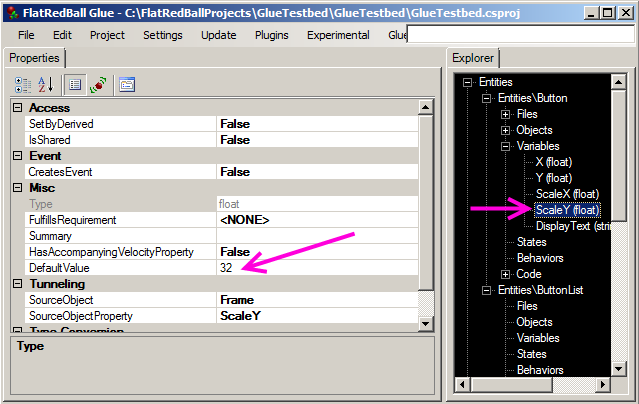 FlatRedBall Glue - C:\FlatRedBallProjects\GlueTestbed\GlueTestbed\GlueTestbed.csproj
File Edit Project Settings Update Plugins Experimental Glue
Properties
Access
SetByDerived False
IsShared False
Event
CreatesEvent False
Misc
Type float
FulfillsRequirement <NONE>
Summary
HasAccompanyingVelocityProperty False
DefaultValue 32
Tunneling
SourceObject Frame
SourceObjectProperty ScaleY
Type Conversion
Type
Explorer
Entities
Entities\Button
Files
Objects
Variables
X (float)
Y (float)
ScaleX (float)
ScaleY (float)
DisplayText (strin
States
Behaviors
Code
Entities\ButtonList
Files
Objects
Variables
States
Behaviors